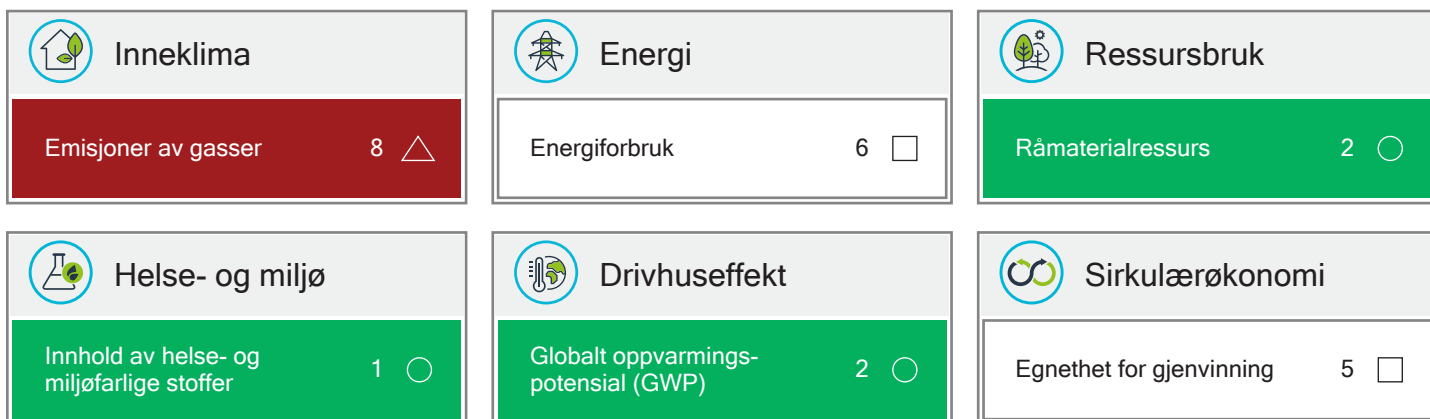 Inneklima
Emisjoner av gasser 8
Energi
Energiforbruk 6
Ressursbruk
Råmaterialressurs 2
Helse- og miljø
Innhold av helse- og
miljøfarlige stoffer 1
Drivhuseffekt
Globalt oppvarmings-
potensial (GWP) 2
Sirkulærøkonomi
Egnethet for gjenvinning 5